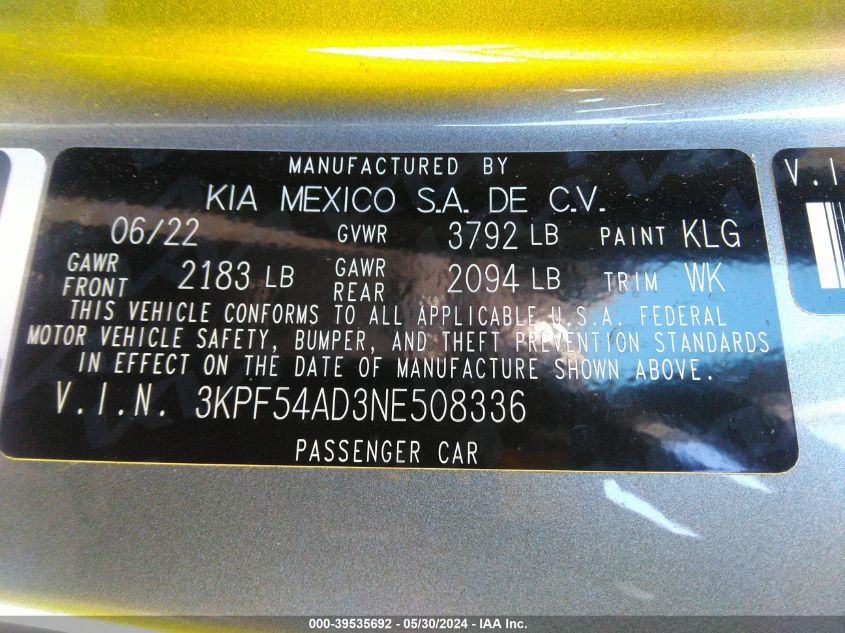 MANUFACTURED BY
KIA MEXICO S.A. DE C.V.
06/22 GVWR 3792 LB PAINT KLG
GAWR FRONT 2183 LB GAWR REAR 2094 LB TRIM WK
THIS VEHICLE CONFORMS TO ALL APPLICABLE U.S.A. FEDERAL
MOTOR VEHICLE SAFETY, BUMPER, AND THEFT PREVENTION STANDARDS
IN EFFECT ON THE DATE OF MANUFACTURE SHOWN ABOVE.
V.I.N. 3KPF54AD3NE508336
PASSENGER CAR
V.I
000-39535692 - 05/30/2024 - IAA Inc.